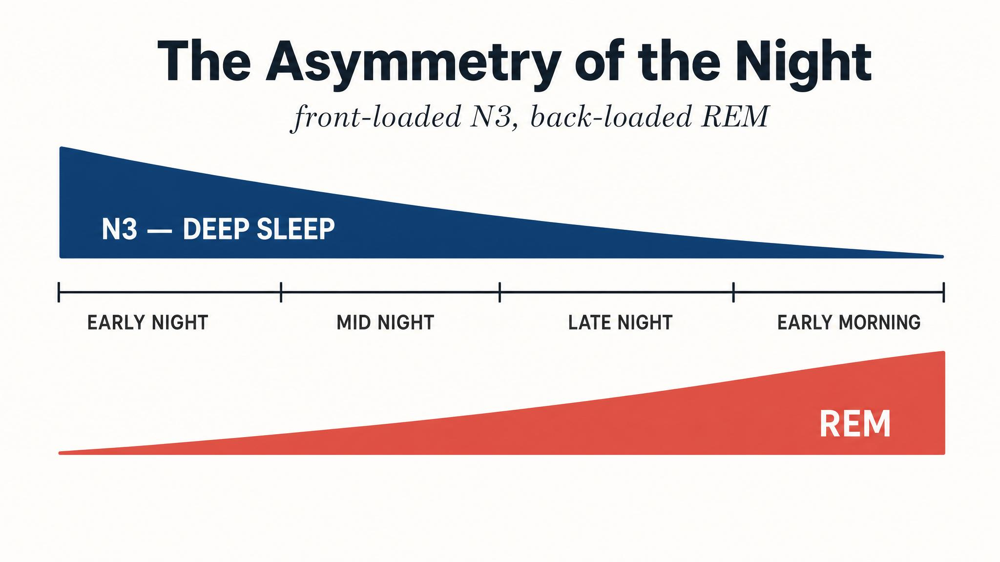 The Asymmetry of the Night
front-loaded N3, back-loaded REM
N3 — DEEP SLEEP
EARLY NIGHT
MID NIGHT
LATE NIGHT
EARLY MORNING
REM